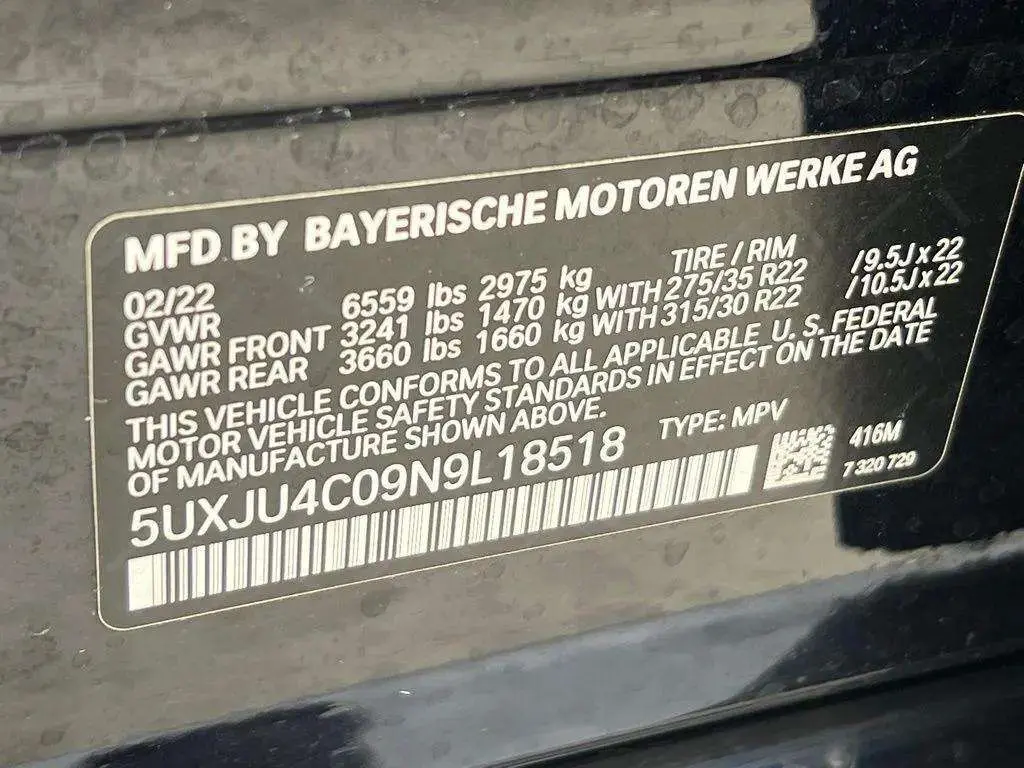 MFD BY BAYERISCHE MOTOREN WERKE AG
02/22 TIRE / RIM
GVWR 6559 lbs 2975 kg
GAWR FRONT 3241 lbs 1470 kg WITH 275/35 R22 /9.5J x 22
GAWR REAR 3660 lbs 1660 kg WITH 315/30 R22 /10.5J x 22
THIS VEHICLE CONFORMS TO ALL APPLICABLE U. S. FEDERAL
MOTOR VEHICLE SAFETY STANDARDS IN EFFECT ON THE DATE
OF MANUFACTURE SHOWN ABOVE.
5UXJU4C09N9L18518 TYPE: MPV
416M
7 320 729